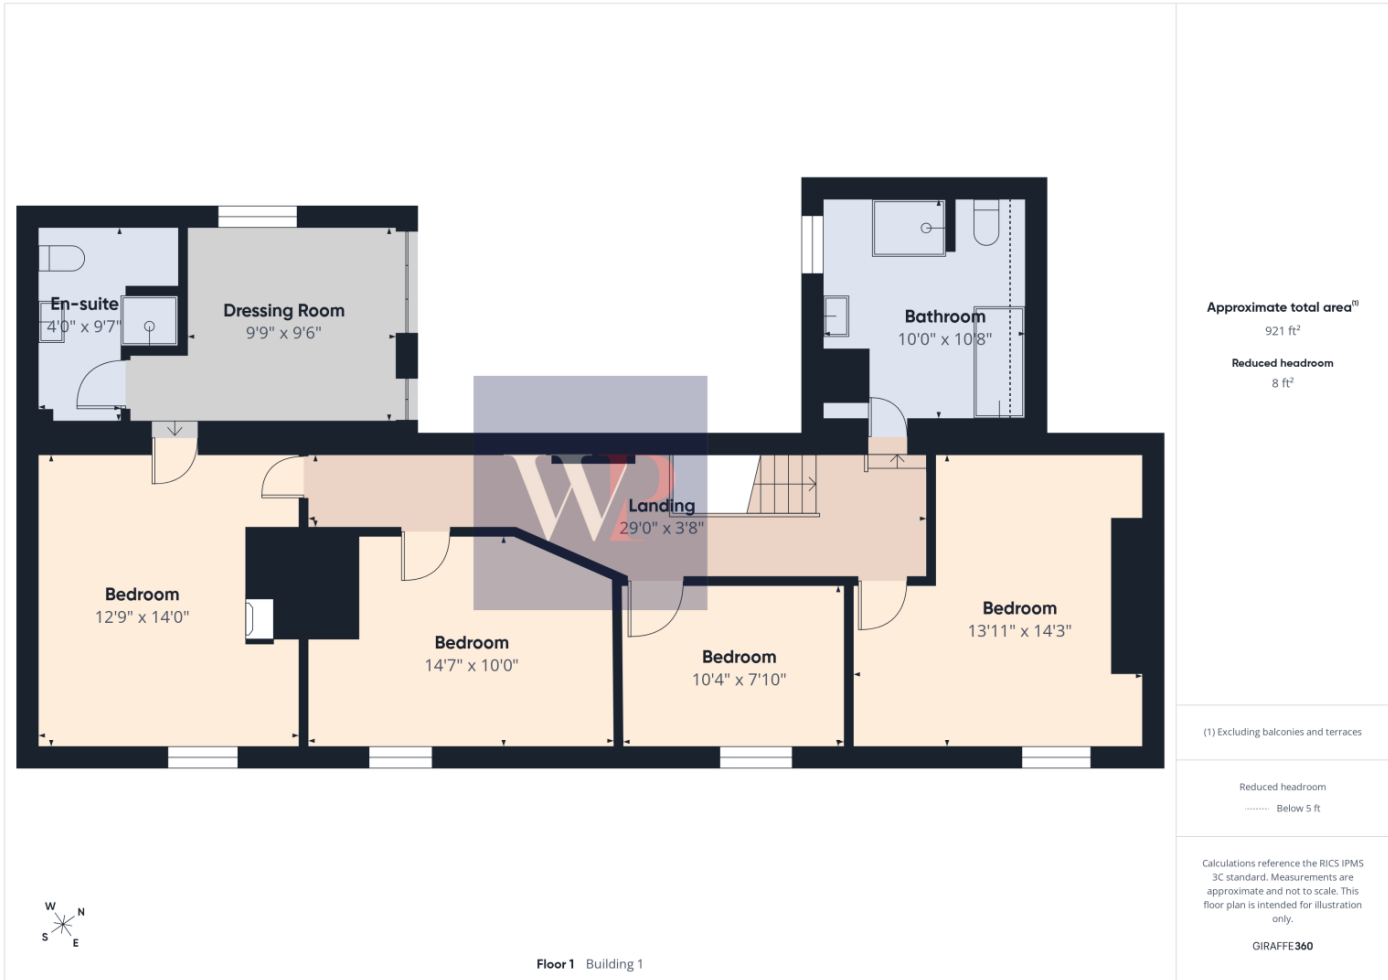 En-suite
4'0" x 9'7"
Dressing Room
9'9" x 9'6"
Bathroom
10'0" x 10'8"
WP
Landing
29'0" x 3'8"
Bedroom
12'9" x 14'0"
Bedroom
14'7" x 10'0"
Bedroom
10'4" x 7'10"
Bedroom
13'11" x 14'3"
W
N
S
E
Floor 1 Building 1
Approximate total area(1)
921 ft²
Reduced headroom
8 ft²
(1) Excluding balconies and terraces
Reduced headroom
Below 5 ft
Calculations reference the RICS IPMS
3C standard. Measurements are
approximate and not to scale. This
floor plan is intended for illustration
only.
GIRAFFE360